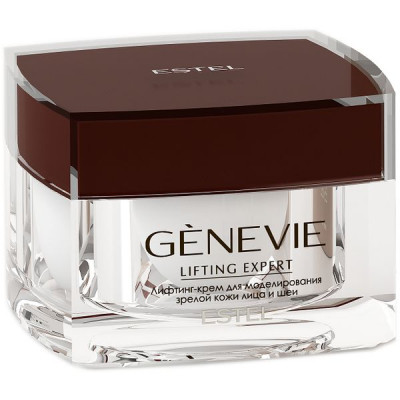 ESTEL
GÈNEVIE
LIFTING EXPERT
Лифтинг-крем для моделирования
зрелой кожи лица и шеи
ESTEL